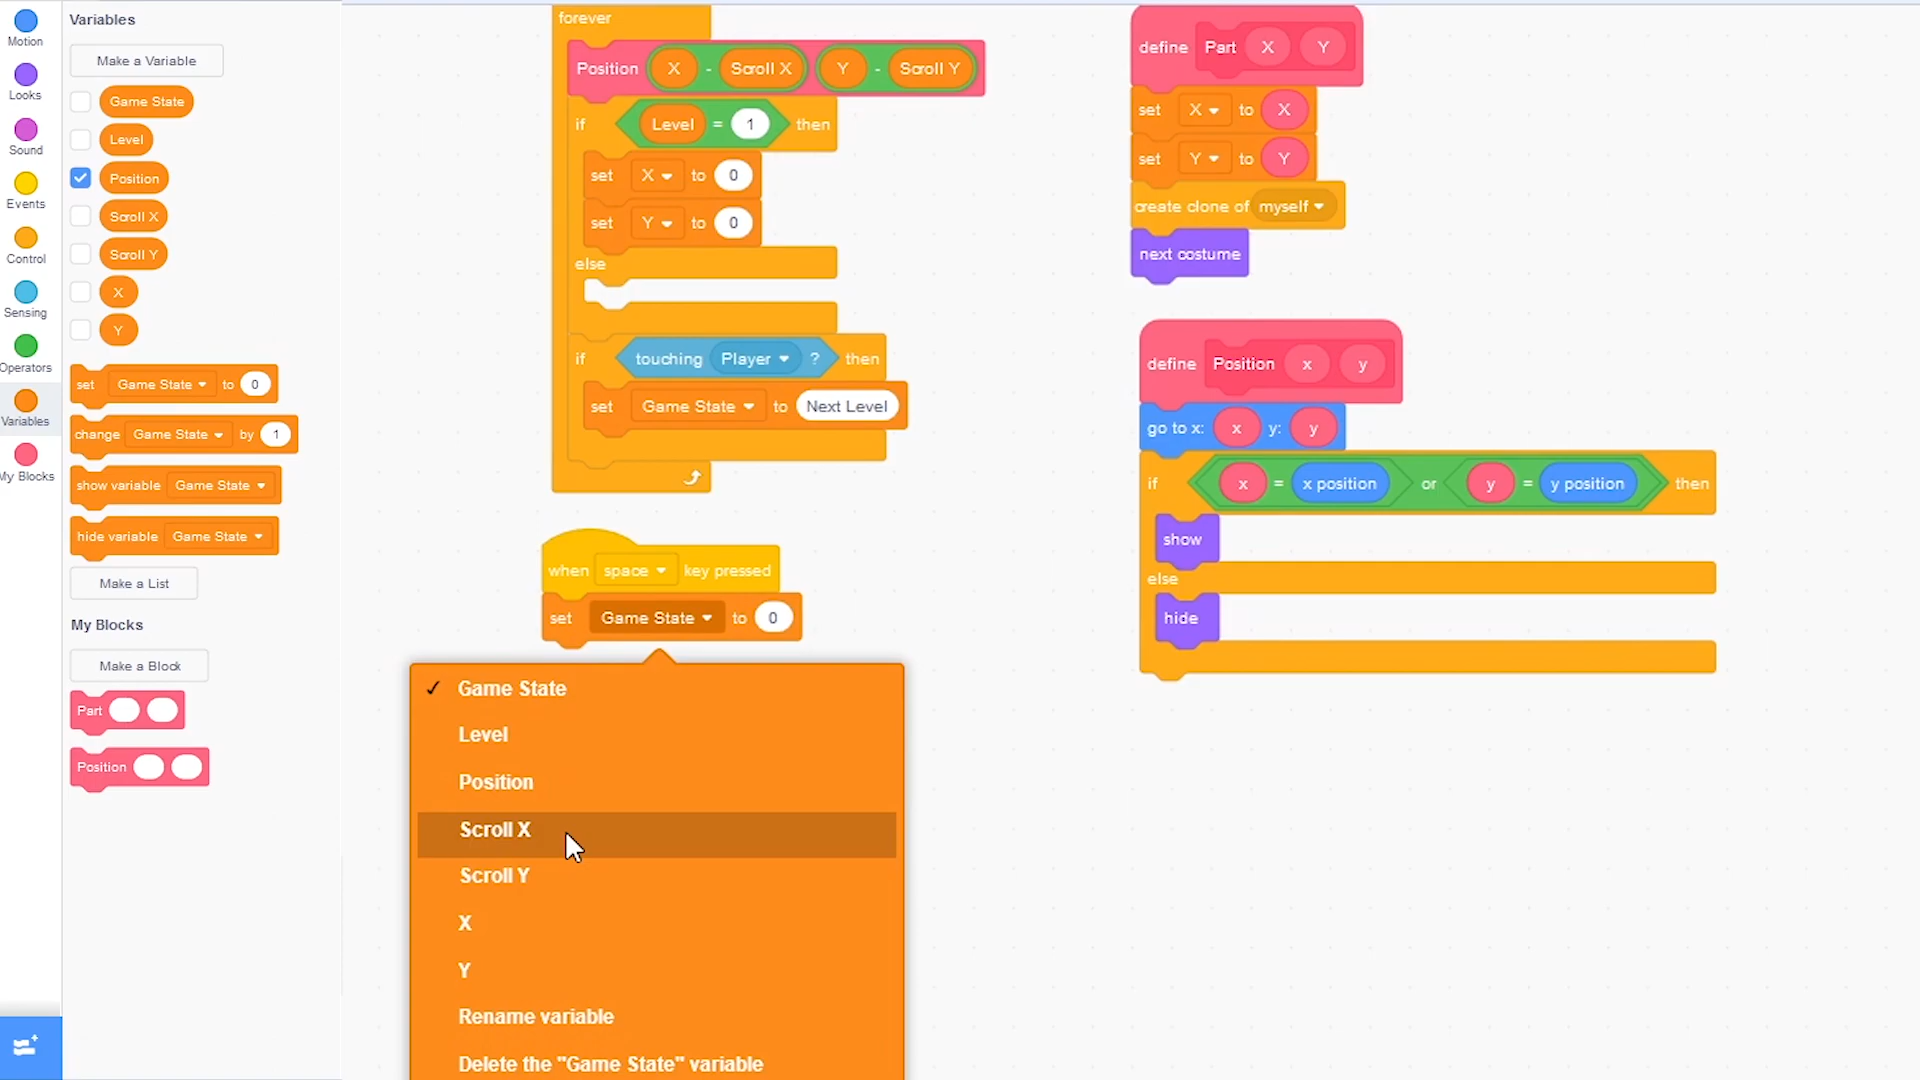 Motion
Looks
Sound
Events
Control
Sensing
Operators
Variables
My Blocks
Variables
Make a Variable
Game State
Level
Position
Scroll X
Scroll Y
X
Y
set Game State to 0
change Game State by 1
show variable Game State
hide variable Game State
Make a List
My Blocks
Make a Block
Part
Position
forever
Position X - Scroll X Y - Scroll Y
if Level = 1 then
set X to 0
set Y to 0
else
if touching Player ? then
set Game State to Next Level
when space key pressed
set Game State to 0
Game State
Level
Position
Scroll X
Scroll Y
X
Y
Rename variable
Delete the "Game State" variable
define Part X Y
set X to X
set Y to Y
create clone of myself
next costume
define Position x y
go to x: x y: y
if x = x position or y = y position then
show
else
hide